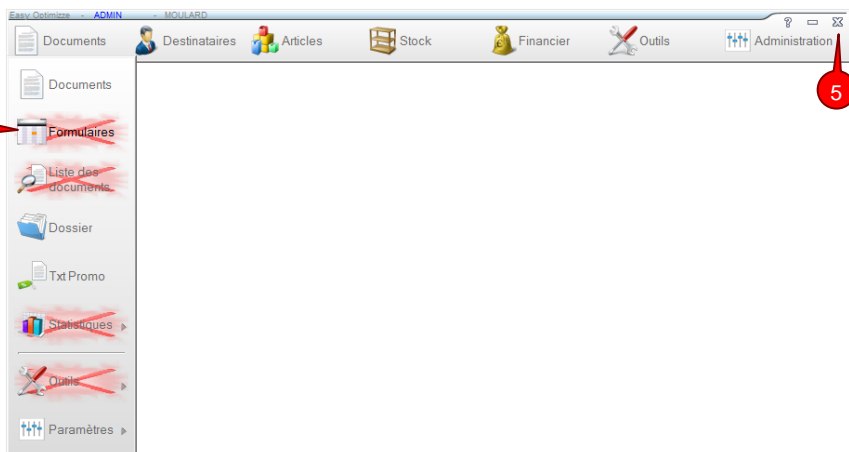 Easy Optimizze - ADMIN - MOULARD
?
Documents Destinataires Articles Stock Financier Outils Administration
5
Documents
Formulaires
Liste des
documents
Dossier
Txt Promo
Statistiques
Outils
Paramètres